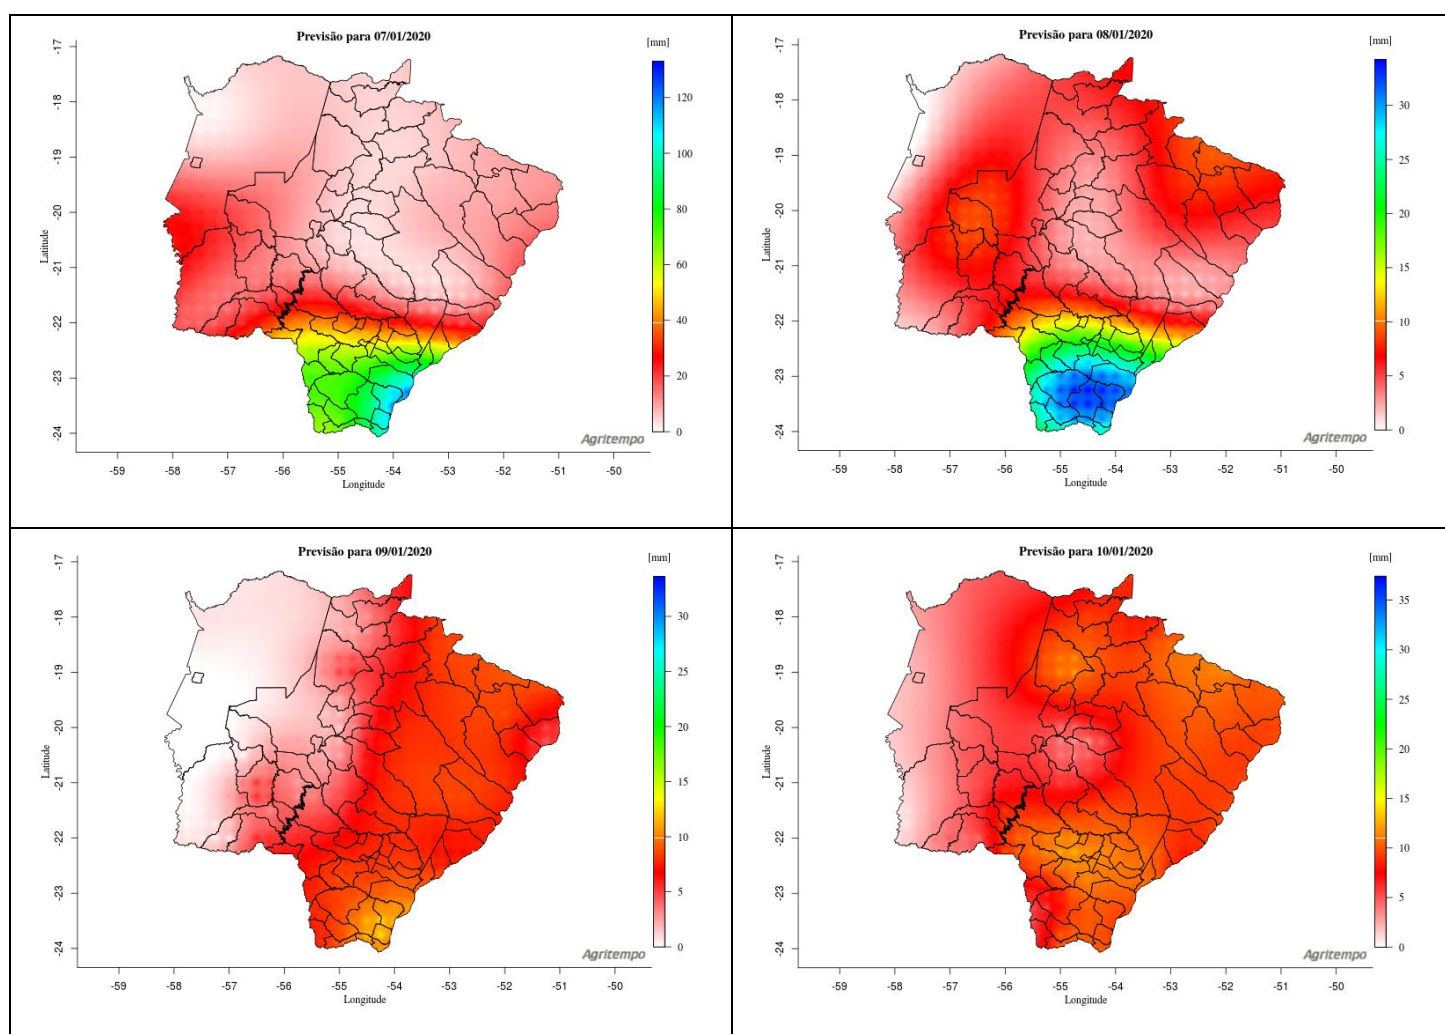 Previsão para 07/01/2020
[mm]
-17
-18
-19
-20
-21
-22
-23
-24
Latitude
120
100
80
60
40
20
0
Agritempo
-59 -58 -57 -56 -55 -54 -53 -52 -51 -50
Longitude
Previsão para 08/01/2020
[mm]
-17
-18
-19
-20
-21
-22
-23
-24
Latitude
30
25
20
15
10
5
0
Agritempo
-59 -58 -57 -56 -55 -54 -53 -52 -51 -50
Longitude
Previsão para 09/01/2020
[mm]
-17
-18
-19
-20
-21
-22
-23
-24
Latitude
30
25
20
15
10
5
0
Agritempo
-59 -58 -57 -56 -55 -54 -53 -52 -51 -50
Longitude
Previsão para 10/01/2020
[mm]
-17
-18
-19
-20
-21
-22
-23
-24
Latitude
35
30
25
20
15
10
5
0
Agritempo
-59 -58 -57 -56 -55 -54 -53 -52 -51 -50
Longitude